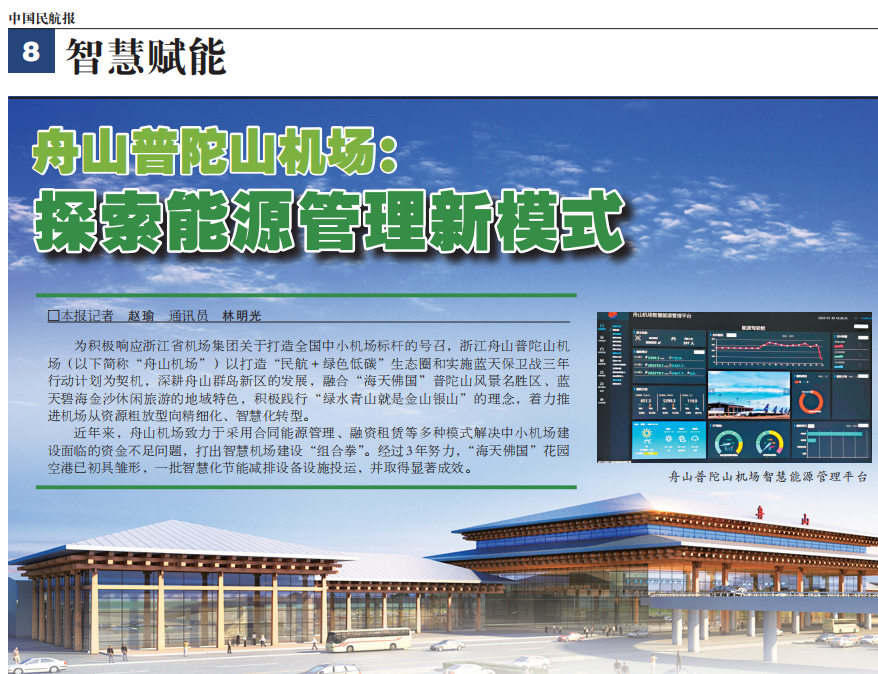 中国民航报
8
智慧赋能
舟山普陀山机场：
探索能源管理新模式
□本报记者 赵瑜 通讯员 林明光
为积极响应浙江省机场集团关于打造全国中小机场标杆的号召，浙江舟山普陀山机
场（以下简称“舟山机场”）以打造“民航+绿色低碳”生态圈和实施蓝天保卫战三年
行动计划为契机，深耕舟山群岛新区的发展，融合“海天佛国”普陀山风景名胜区、蓝
天碧海金沙休闲旅游的地域特色，积极践行“绿水青山就是金山银山”的理念，着力推
进机场从资源粗放型向精细化、智慧化转型。
近年来，舟山机场致力于采用合同能源管理、融资租赁等多种模式解决中小机场建
设面临的资金不足问题，打出智慧机场建设“组合拳”。经过3年努力，“海天佛国”花园
空港已初具雏形，一批智慧化节能减排设备设施投运，并取得显著成效。
舟山机场智慧能源管理平台
能源驾驶舱
舟山普陀山机场智慧能源管理平台